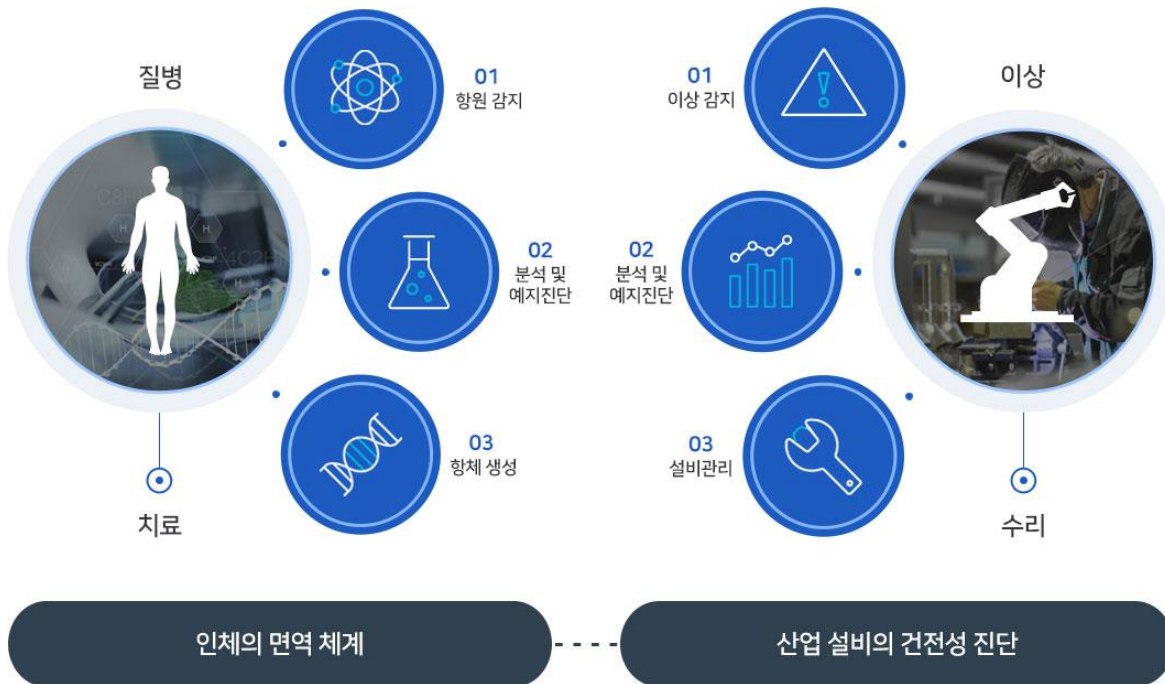 질병
01
항원 감지
02
분석 및
예지진단
03
항체 생성
치료
인체의 면역 체계
이상
01
이상 감지
02
분석 및
예지진단
03
설비관리
수리
산업 설비의 건전성 진단